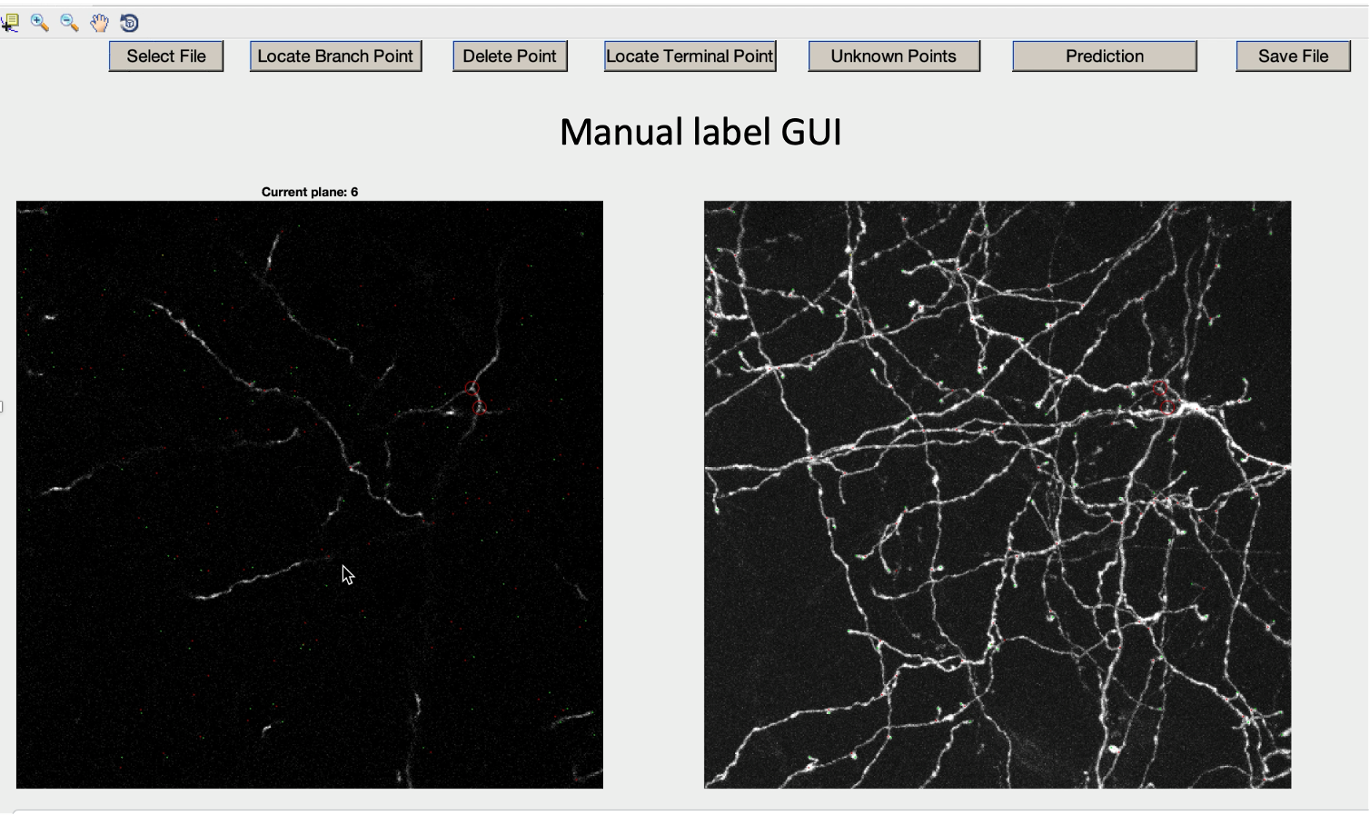 Select File
Locate Branch Point
Delete Point
Locate Terminal Point
Unknown Points
Prediction
Save File
Manual label GUI
Current plane: 6